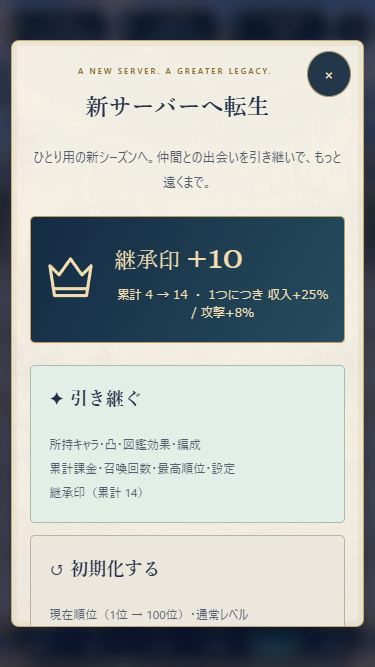 A NEW SERVER. A GREATER LEGACY.
×
新サーバーへ転生
ひとり用の新シーズンへ。仲間との出会いを引き継いで、もっと
遠くまで。
継承印 +10
累計 4 → 14 ・ 1つにつき 収入+25%
/ 攻撃+8%
✦ 引き継ぐ
所持キャラ・凸・図鑑効果・編成
累計課金・召喚回数・最高順位・設定
継承印（累計 14）
↺ 初期化する
現在順位（1位 → 100位）・通常レベル